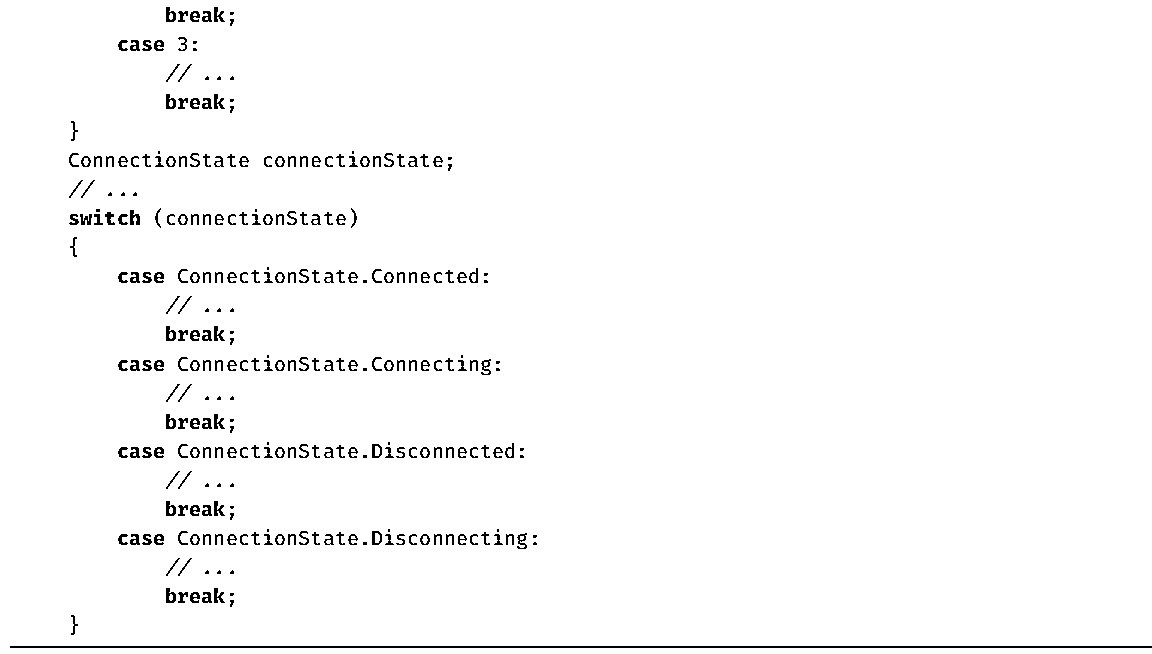 break;
        case 3:
            // ...
            break;
    }
    ConnectionState connectionState;
    // ...
    switch (connectionState)
    {
        case ConnectionState.Connected:
            // ...
            break;
        case ConnectionState.Connecting:
            // ...
            break;
        case ConnectionState.Disconnected:
            // ...
            break;
        case ConnectionState.Disconnecting:
            // ...
            break;
    }